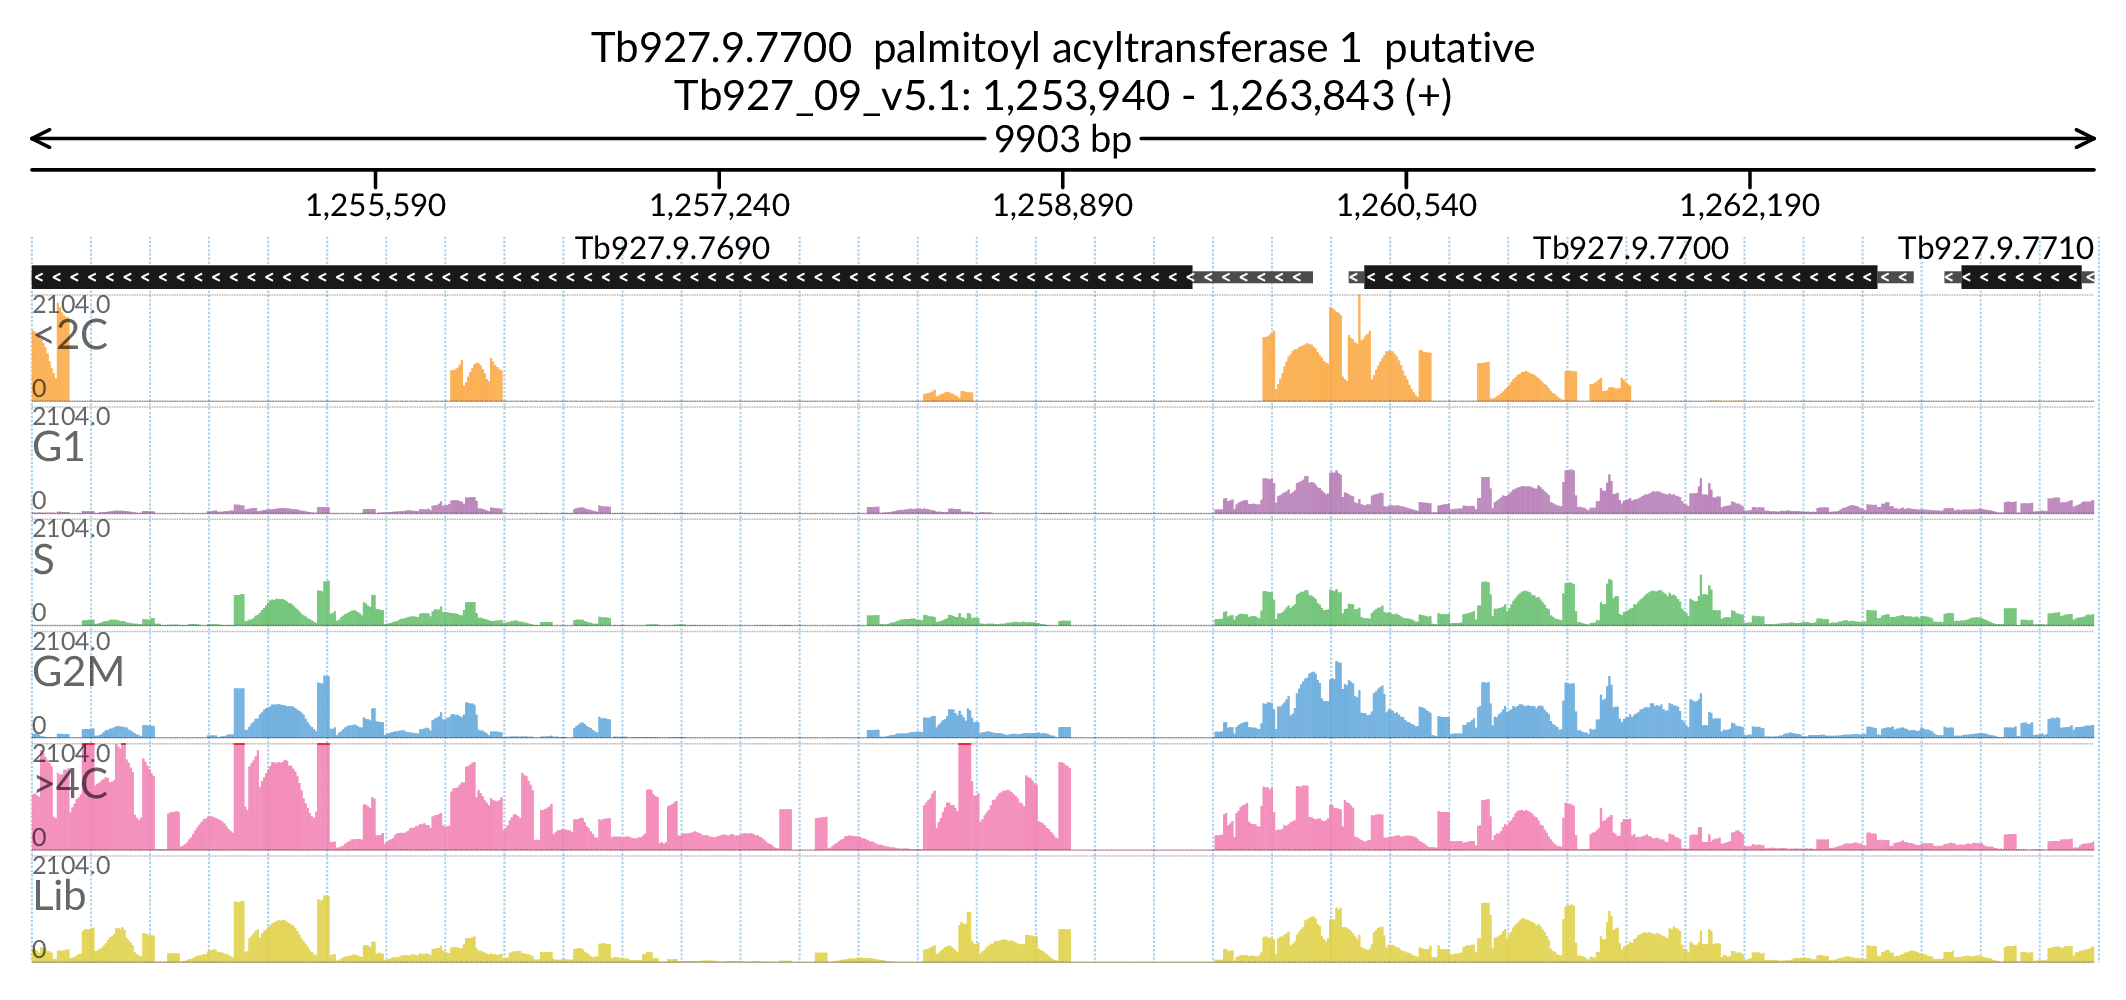 Tb927.9.7700  palmitoyl acyltransferase 1  putative
Tb927_09_v5.1: 1,253,940 - 1,263,843 (+)
9903 bp
1,255,590 1,257,240 1,258,890 1,260,540 1,262,190
Tb927.9.7690 Tb927.9.7700 Tb927.9.7710
2104.0
<2C
0
2104.0
G1
0
2104.0
S
0
2104.0
G2M
0
2104.0
>4C
0
2104.0
Lib
0